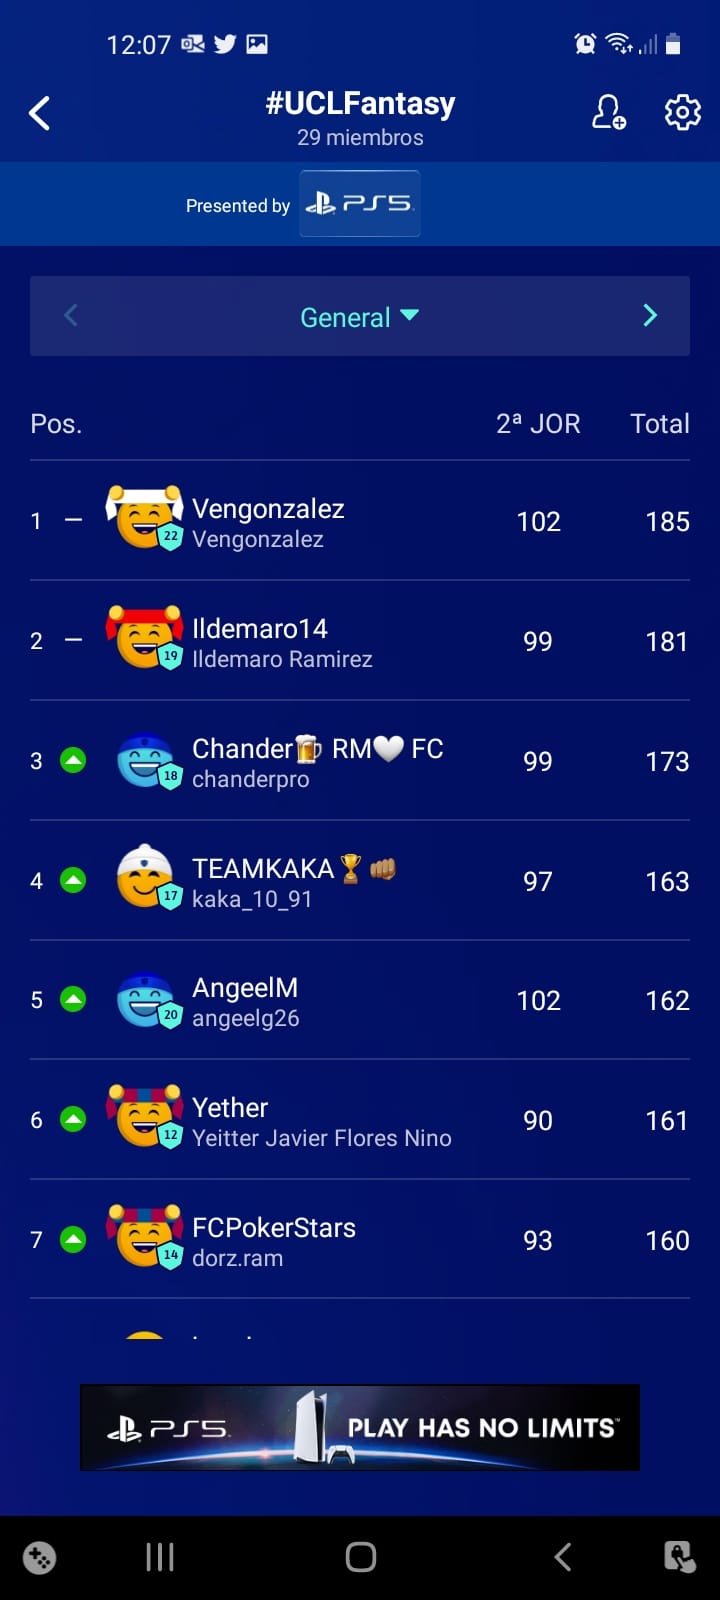 12:07
#UCLFantasy
29 miembros
Presented by PS5
General
Pos. 2ª JOR Total
1 22 Vengonzalez 102 185
Vengonzalez
2 19 Ildemaro14 99 181
Ildemaro Ramirez
3 18 Chander🍺 RM🤍 FC 99 173
chanderpro
4 17 TEAMKAKA🏆👊🏾 97 163
kaka_10_91
5 20 AngeelM 102 162
angeelg26
6 12 Yether 90 161
Yeitter Javier Flores Nino
7 14 FCPokerStars 93 160
dorz.ram
PS5 PLAY HAS NO LIMITS™